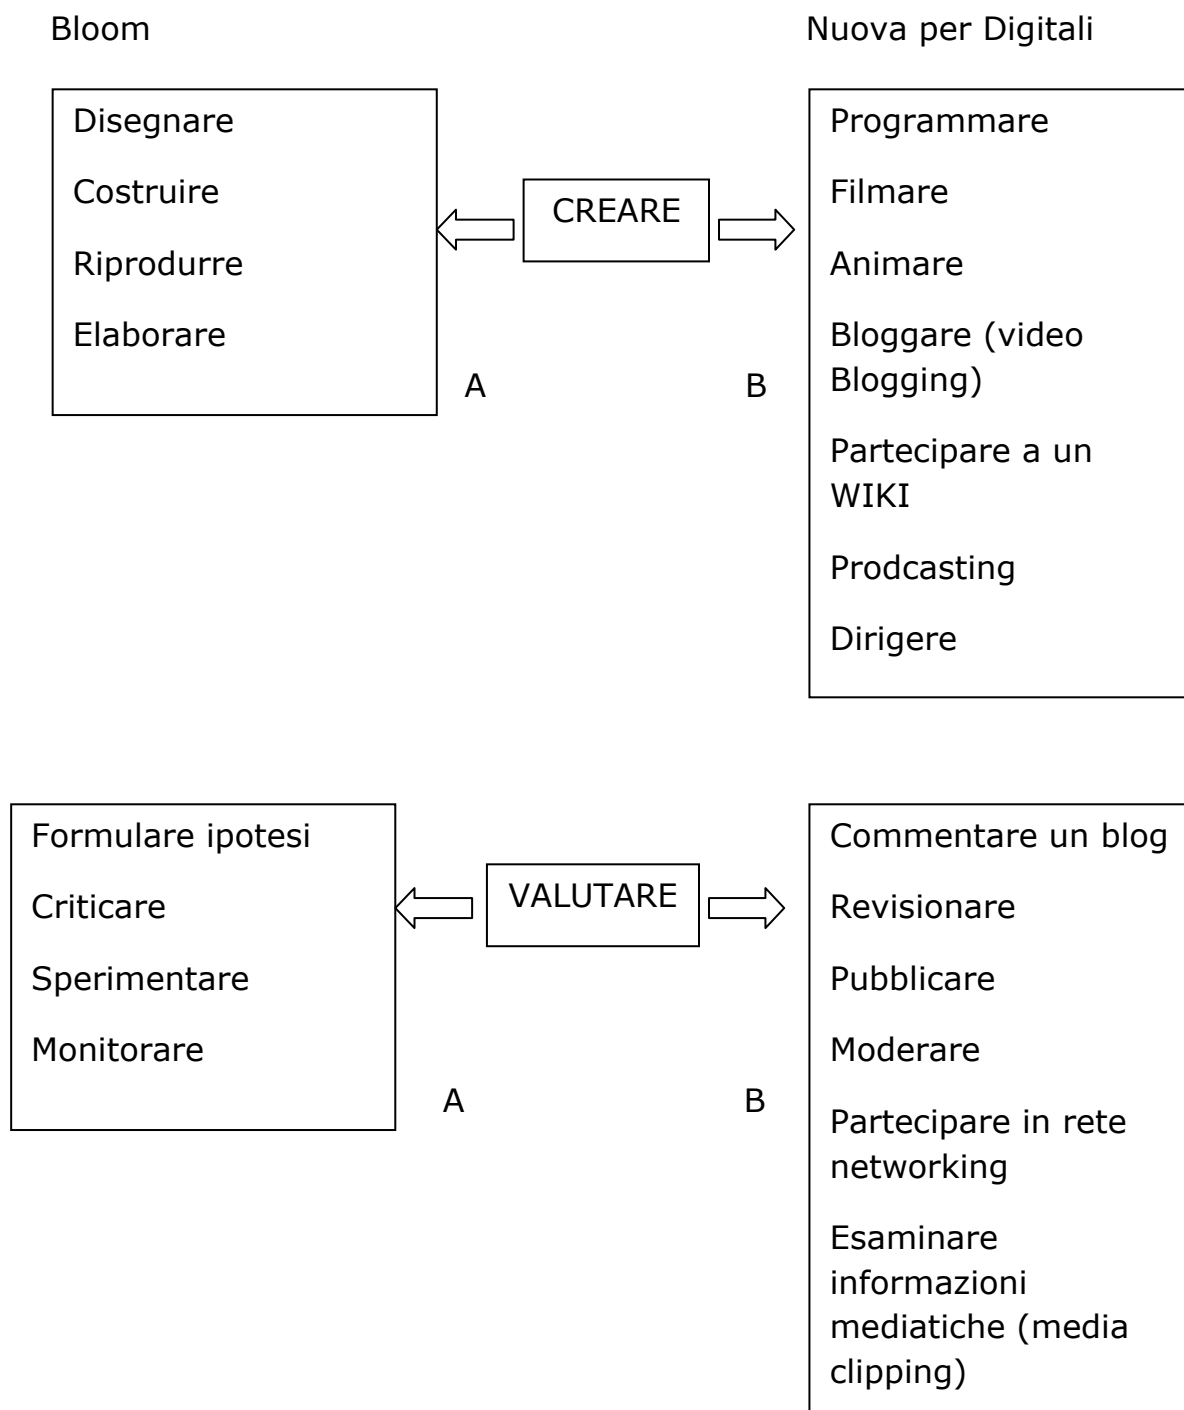 Bloom
Nuova per Digitali
Disegnare
Costruire
Riprodurre
Elaborare
A
CREARE
B
Programmare
Filmare
Animare
Bloggare (video
Blogging)
Partecipare a un
WIKI
Prodcasting
Dirigere
Formulare ipotesi
Criticare
Sperimentare
Monitorare
A
VALUTARE
B
Commentare un blog
Revisionare
Pubblicare
Moderare
Partecipare in rete
networking
Esaminare
informazioni
mediatiche (media
clipping)